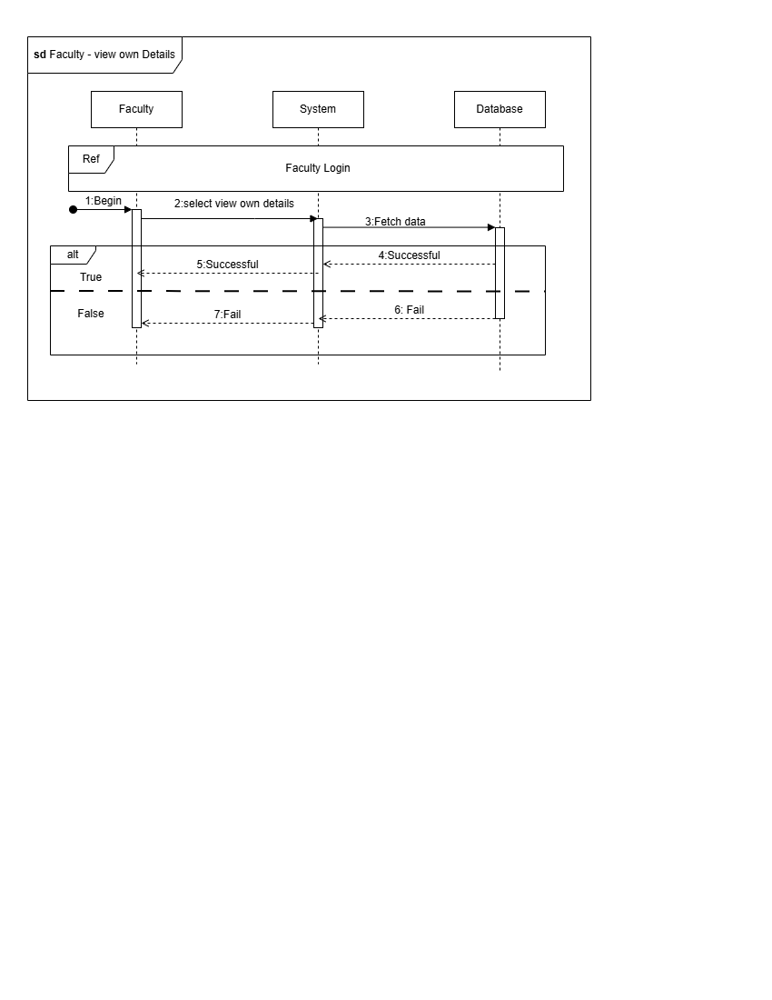 sd Faculty - view own Details
Faculty
System
Database
Ref
Faculty Login
1:Begin
2:select view own details
3:Fetch data
alt
4:Successful
5:Successful
True
False
6: Fail
7:Fail